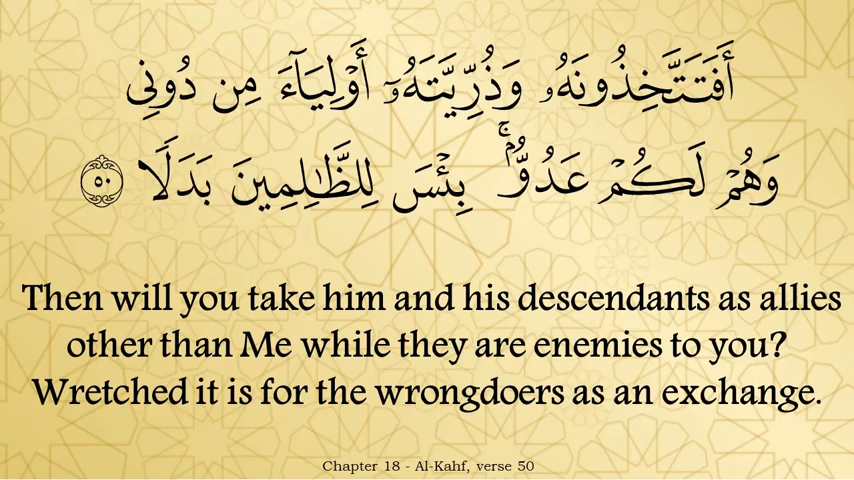 أَفَتَتَّخِذُونَهُۥ وَذُرِّيَّتَهُۥٓ أَوْلِيَآءَ مِن دُونِى
وَهُمْ لَكُمْ عَدُوٌّۢ ۚ بِئْسَ لِلظَّـٰلِمِينَ بَدَلًا ٥٠
Then will you take him and his descendants as allies
other than Me while they are enemies to you?
Wretched it is for the wrongdoers as an exchange.
Chapter 18 - Al-Kahf, verse 50